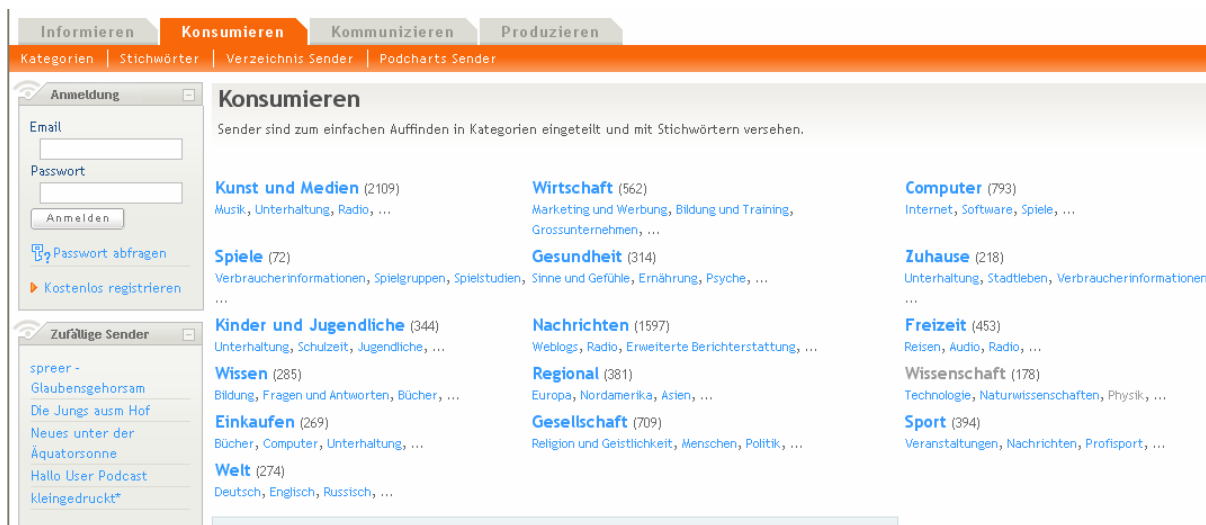 Informieren Konsumieren Kommunizieren Produzieren
Kategorien Stichwörter Verzeichnis Sender Podcharts Sender
Anmeldung
Email
Passwort
Anmelden
Passwort abfragen
Kostenlos registrieren
Zufällige Sender
spreer -
Glaubensgehorsam
Die Jungs ausm Hof
Neues unter der
Äquatorsonne
Hallo User Podcast
kleingedruckt*
Konsumieren
Sender sind zum einfachen Auffinden in Kategorien eingeteilt und mit Stichwörtern versehen.
Kunst und Medien (2109)
Musik, Unterhaltung, Radio, ...
Wirtschaft (562)
Marketing und Werbung, Bildung und Training,
Grossunternehmen, ...
Computer (793)
Internet, Software, Spiele, ...
Spiele (72)
Verbraucherinformationen, Spielgruppen, Spielstudien,
...
Gesundheit (314)
Sinne und Gefühle, Ernährung, Psyche, ...
Zuhause (218)
Unterhaltung, Stadtleben, Verbraucherinformationen
...
Kinder und Jugendliche (344)
Unterhaltung, Schulzeit, Jugendliche, ...
Nachrichten (1597)
Weblogs, Radio, Erweiterte Berichterstattung, ...
Freizeit (453)
Reisen, Audio, Radio, ...
Wissen (285)
Bildung, Fragen und Antworten, Bücher, ...
Regional (381)
Europa, Nordamerika, Asien, ...
Wissenschaft (178)
Technologie, Naturwissenschaften, Physik, ...
Einkaufen (269)
Bücher, Computer, Unterhaltung, ...
Gesellschaft (709)
Religion und Geistlichkeit, Menschen, Politik, ...
Sport (394)
Veranstaltungen, Nachrichten, Profisport, ...
Welt (274)
Deutsch, Englisch, Russisch, ...